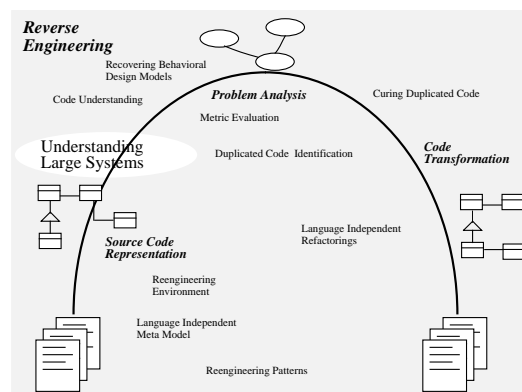 Reverse
Engineering
Recovering Behavioral
Design Models
Code Understanding
Problem Analysis
Curing Duplicated Code
Metric Evaluation
Understanding
Large Systems
Duplicated Code Identification
Code
Transformation
Source Code
Representation
Language Independent
Refactorings
Reengineering
Environment
Language Independent
Meta Model
Reengineering Patterns